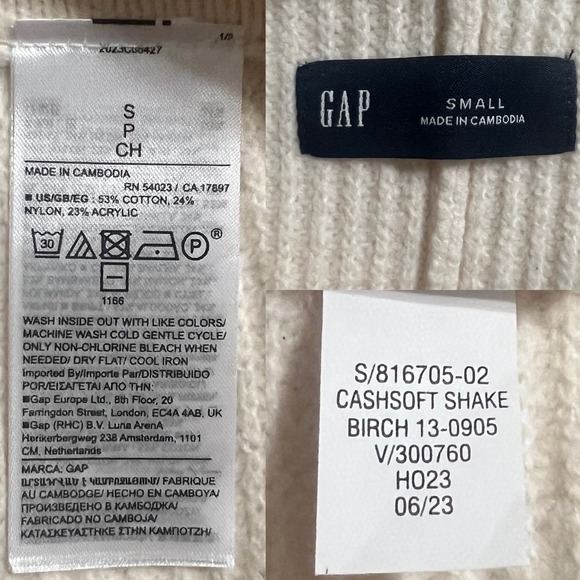 1/9
S
P
CH
MADE IN CAMBODIA
RN 54023 / CA 17897
■ US/GB/EG : 53% COTTON, 24%
NYLON, 23% ACRYLIC
30
P
®
1166
WASH INSIDE OUT WITH LIKE COLORS/
MACHINE WASH COLD GENTLE CYCLE/
ONLY NON-CHLORINE BLEACH WHEN
NEEDED/ DRY FLAT/ COOL IRON
Imported By/Importe Par/DISTRIBUIDO
POR/ΕΙΣΑΓΕΤΑΙ ΑΠΟ ΤΗΝ:
■Gap Europe Ltd., 8th Floor, 20
Farringdon Street, London, EC4A 4AB, UK
■Gap (RHC) B.V. Luna ArenA
Herikerbergweg 238 Amsterdam, 1101
CM, Netherlands
MARCA: GAP
ԱՐՏԱԴՐՎԱԾ Է ԿԱՄԲՈՋԱՅՈՒՄ/ FABRIQUE
AU CAMBODGE/ HECHO EN CAMBOYA/
ПРОИЗВЕДЕНО В КАМБОДЖА/
FABRICADO NO CAMBOJA/
ΚΑΤΑΣΚΕΥΑΣΤΗΚΕ ΣΤΗΝ ΚΑΜΠΟΤΖΗ/
GAP
SMALL
MADE IN CAMBODIA
S/816705-02
CASHSOFT SHAKE
BIRCH 13-0905
V/300760
HO23
06/23